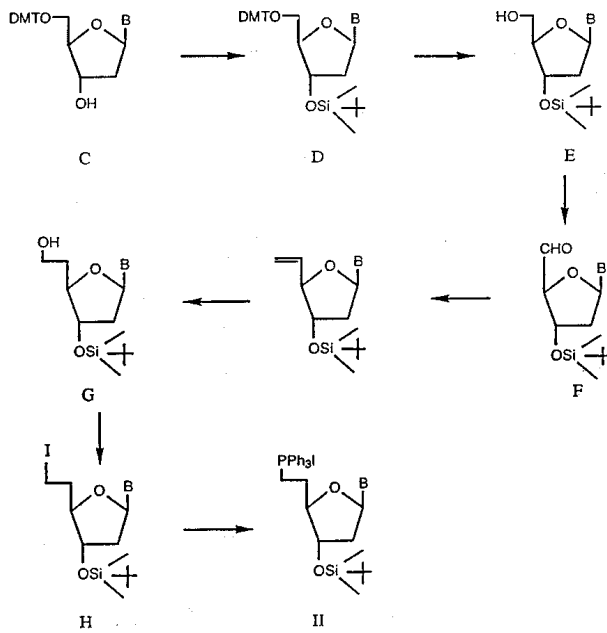 DMTO O B
OH
C
DMTO O B
OSi
D
HO O B
OSi
E
OH
O B
OSi
G
O B
OSi
CHO
O B
OSi
F
I
O B
OSi
H
PPh3I
O B
OSi
II